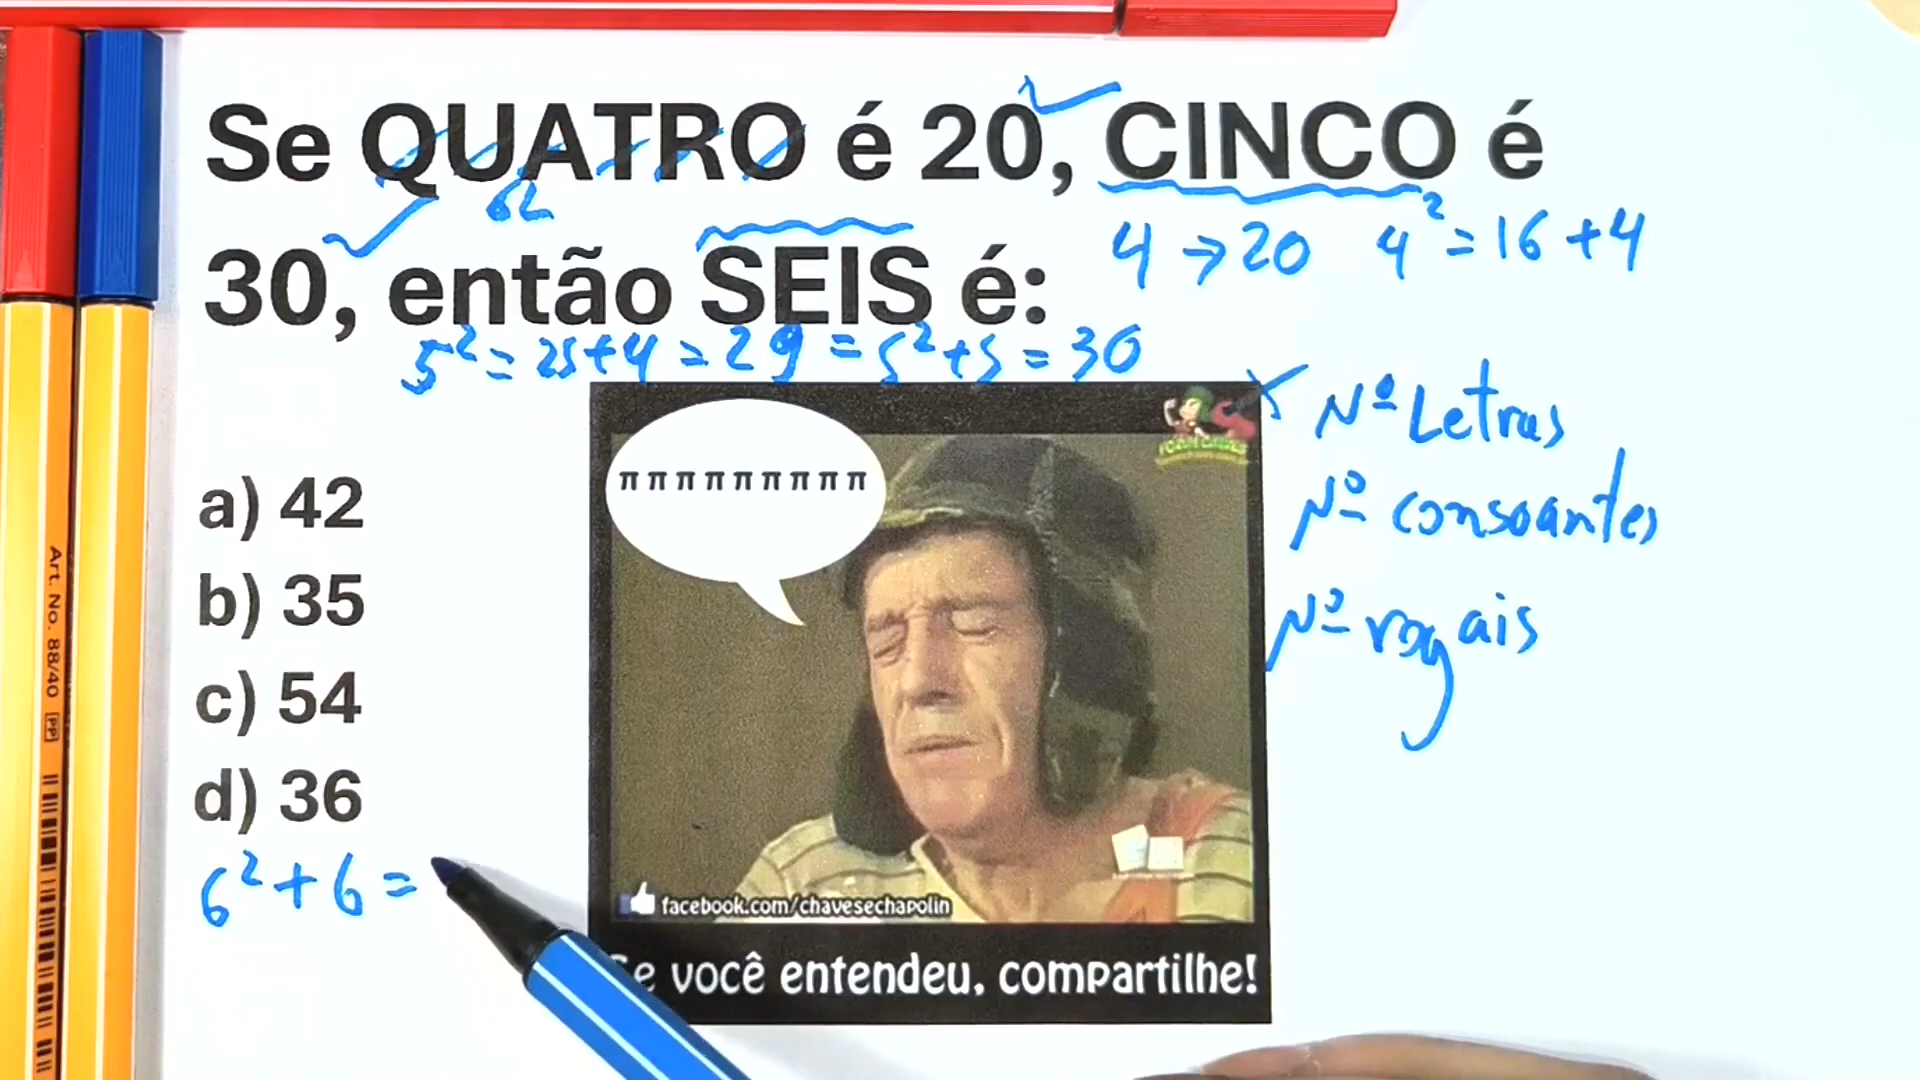 Se QUATRO é 20, CINCO é
6L
4 → 20 4² = 16 + 4
30, então SEIS é:
5² = 25 + 4 = 29 = 5² + 5 = 30
a) 42
b) 35
c) 54
d) 36
6² + 6 =
Nº Letras
Nº consoantes
Nº vogais
π π π π π π π π π
facebook.com/chavesechapolin
Se você entendeu, compartilhe!
Art. No. 88/40 PP